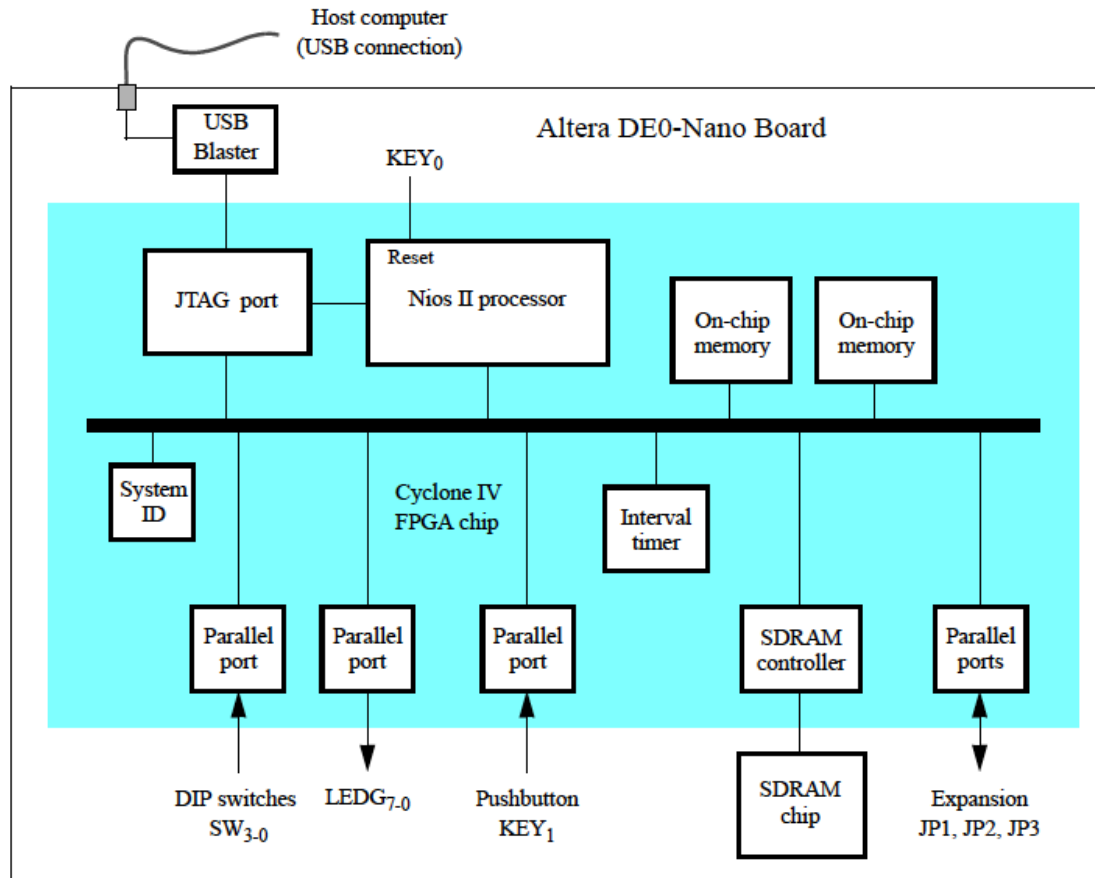 Host computer
(USB connection)
USB
Blaster
Altera DE0-Nano Board
KEY0
Reset
JTAG port
Nios II processor
On-chip
memory
On-chip
memory
System
ID
Cyclone IV
FPGA chip
Interval
timer
Parallel
port
Parallel
port
Parallel
port
SDRAM
controller
Parallel
ports
DIP switches
SW3-0
LEDG7-0
Pushbutton
KEY1
SDRAM
chip
Expansion
JP1, JP2, JP3